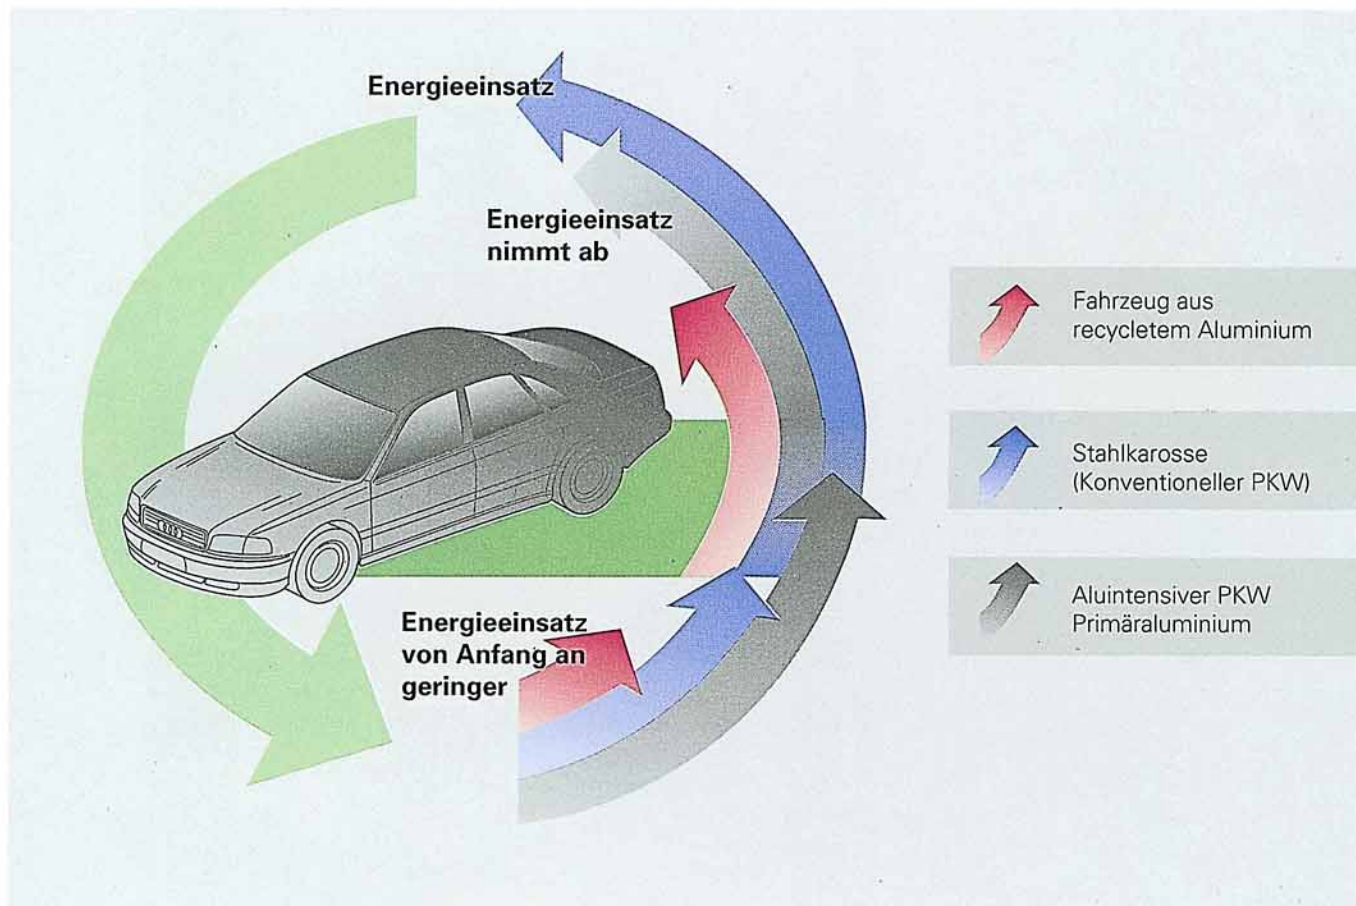 Energieeinsatz
Energieeinsatz
nimmt ab
Energieeinsatz
von Anfang an
geringer
Fahrzeug aus
recycletem Aluminium
Stahlkarosse
(Konventioneller PKW)
Aluintensiver PKW
Primäraluminium